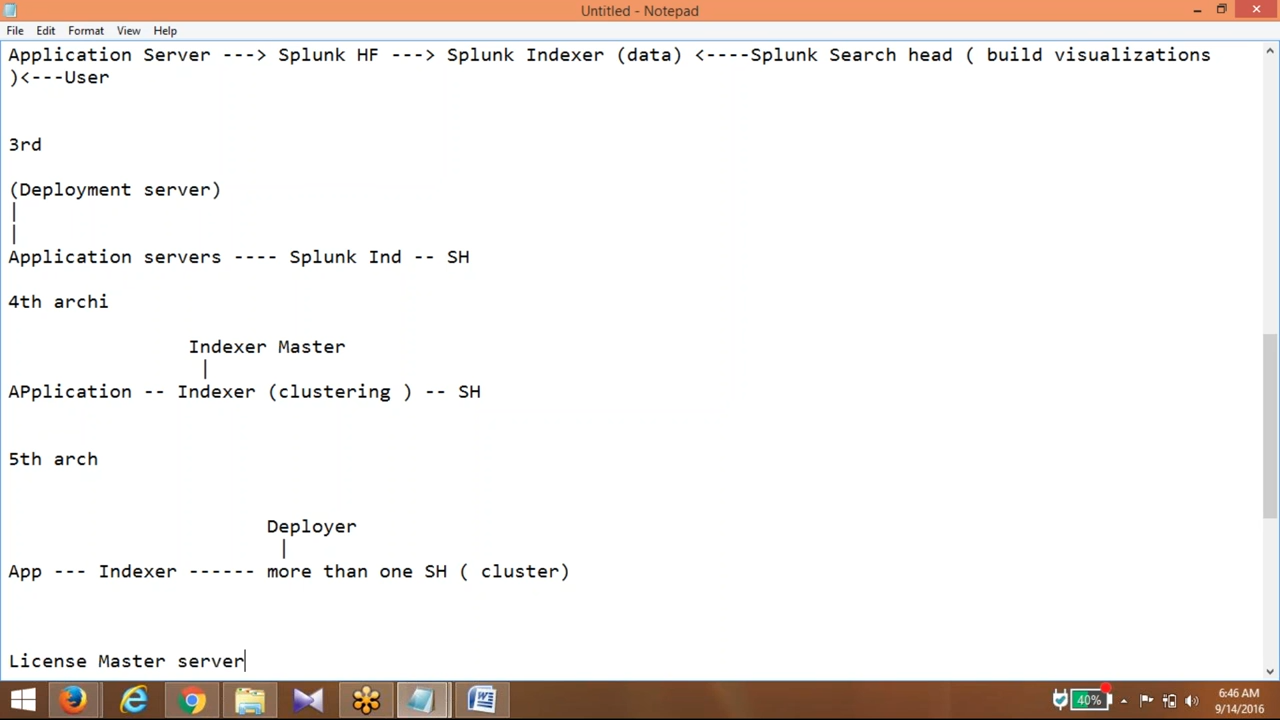 Untitled - Notepad
File Edit Format View Help
Application Server ---> Splunk HF ---> Splunk Indexer (data) <----Splunk Search head ( build visualizations
)<---User
3rd
(Deployment server)
|
|
Application servers ---- Splunk Ind -- SH
4th archi
Indexer Master
|
APplication -- Indexer (clustering ) -- SH
5th arch
Deployer
|
App --- Indexer ------ more than one SH ( cluster)
License Master server
40%
6:46 AM
9/14/2016